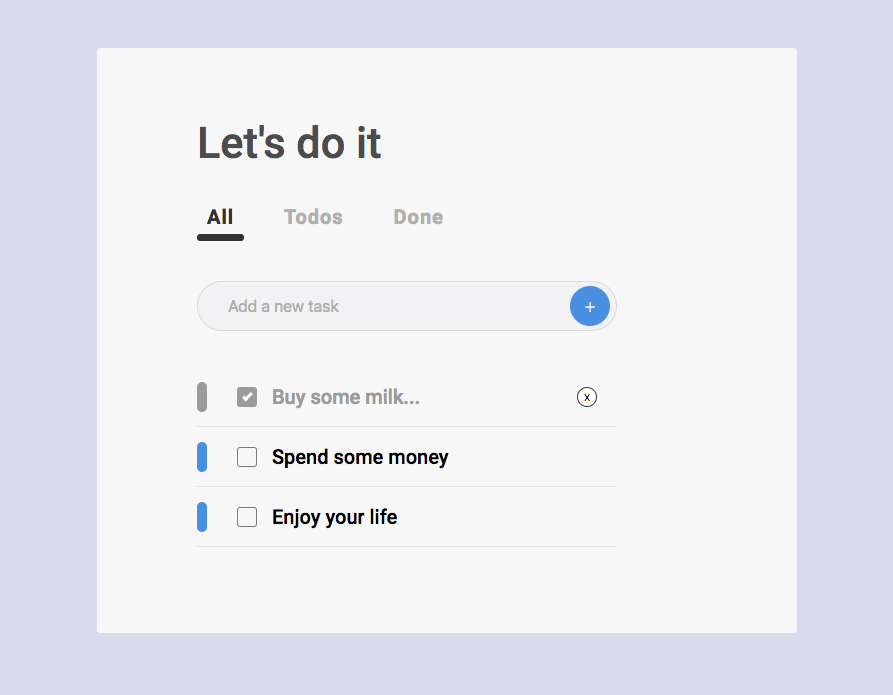 Let's do it
All Todos Done
Add a new task +
Buy some milk... x
Spend some money
Enjoy your life